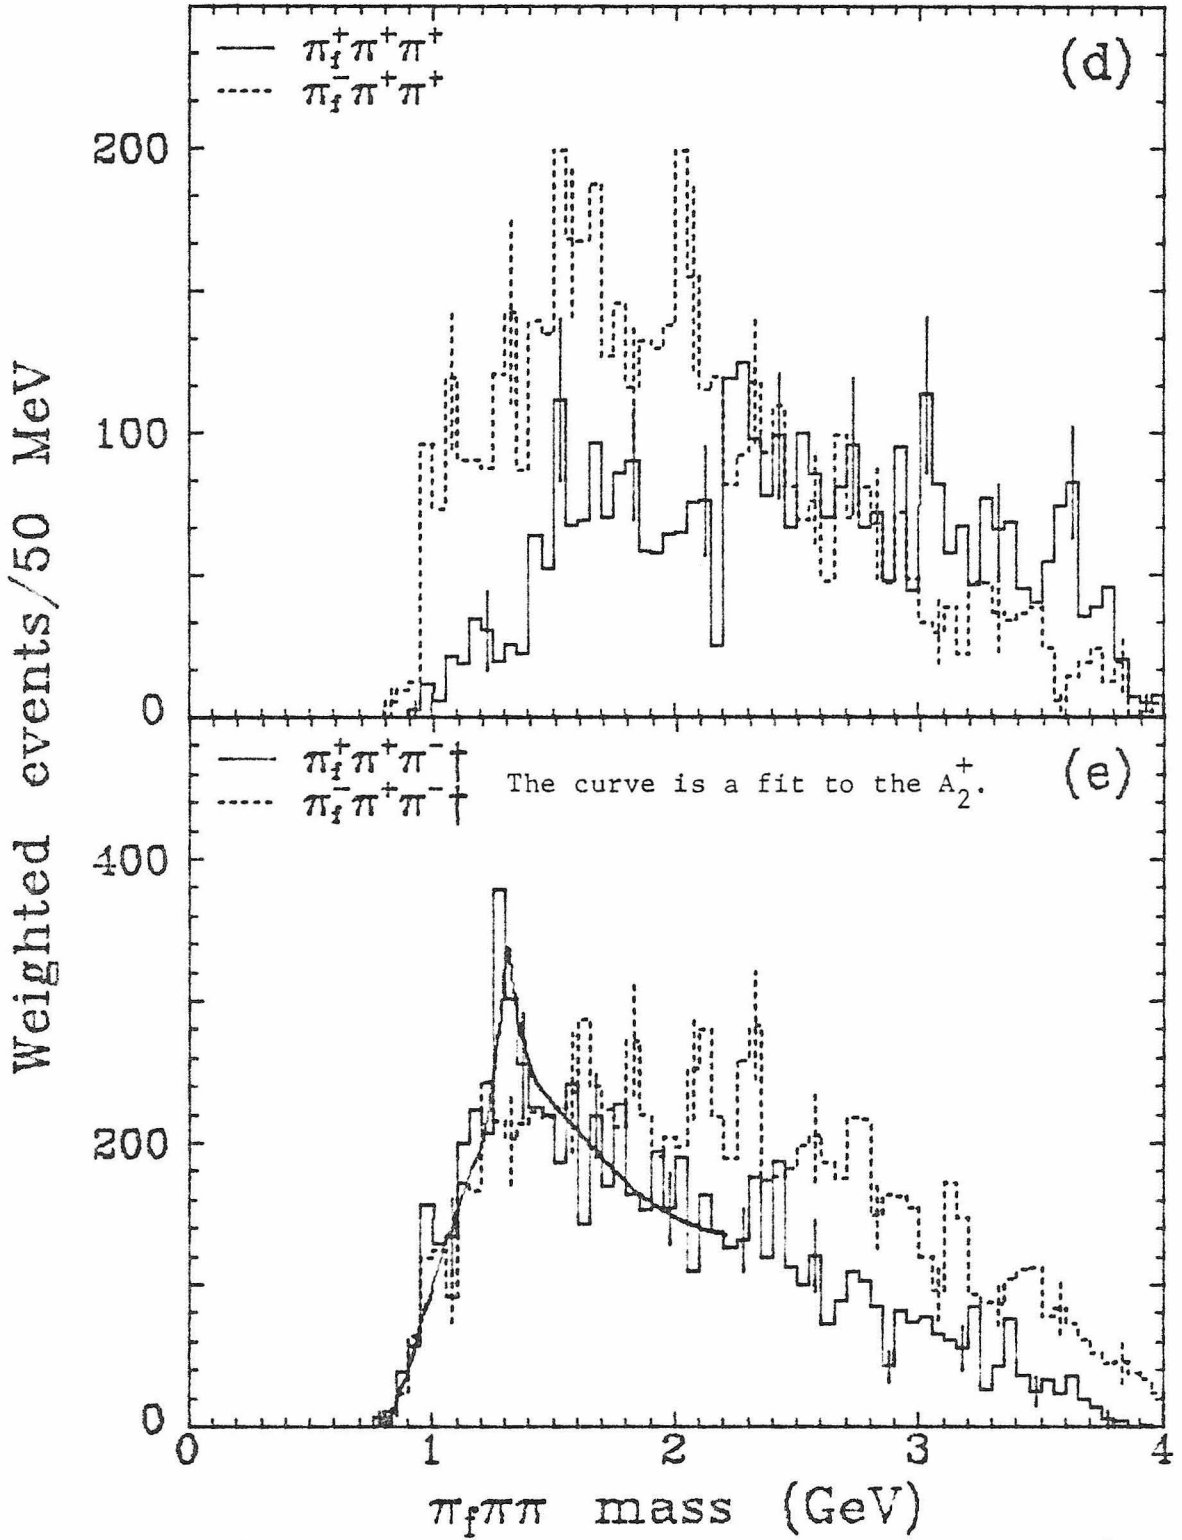 π_f^+π^+π^+
π_f^-π^+π^+
(d)
200
100
0
Weighted events/50 MeV
π_f^+π^+π^-†
π_f^-π^+π^-†
The curve is a fit to the A_2^+.
(e)
400
200
0
0 1 2 3 4
π_fππ mass (GeV)